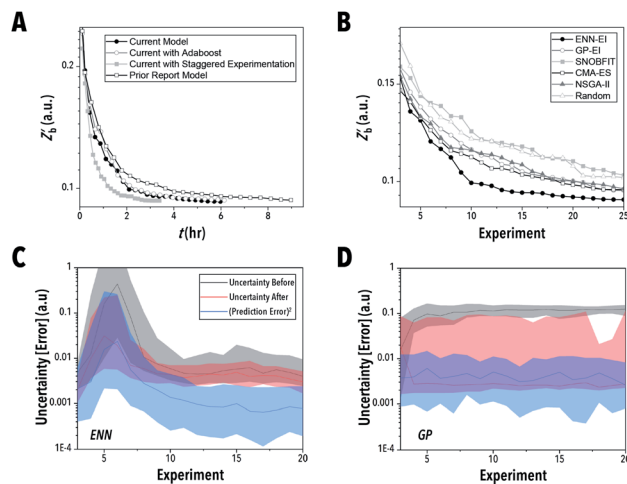 A
Current Model
Current with Adaboost
Current with Staggered Experimentation
Prior Report Model
0.2
0.1
Z′b (a.u.)
0 2 4 6 8
t(hr)
B
ENN-EI
GP-EI
SNOBFIT
CMA-ES
NSGA-II
Random
0.15
0.1
Z′b (a.u.)
5 10 15 20 25
Experiment
C
Uncertainty Before
Uncertainty After
(Prediction Error)²
1
0.1
0.01
0.001
1E-4
Uncertainty [Error] (a.u)
ENN
5 10 15 20
Experiment
D
1
0.1
0.01
0.001
1E-4
Uncertainty [Error] (a.u.)
GP
5 10 15 20
Experiment